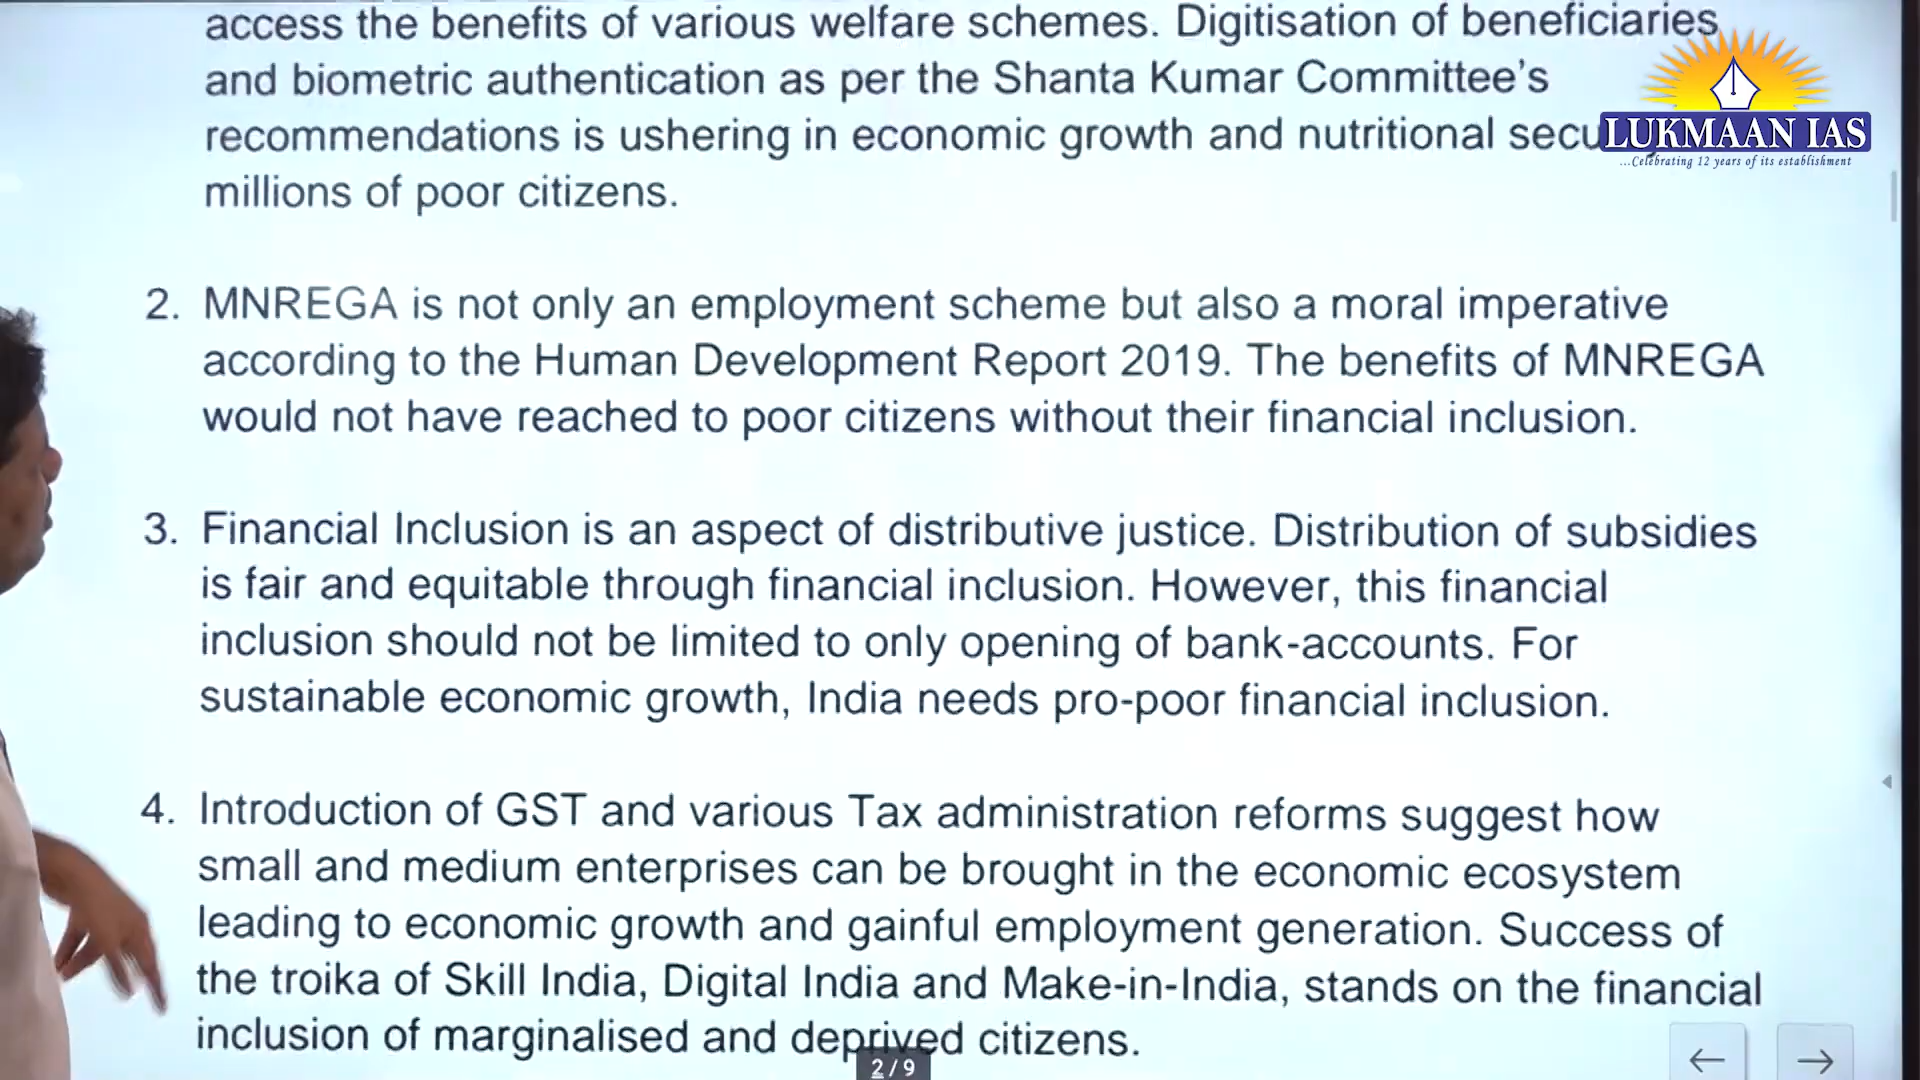 access the benefits of various welfare schemes. Digitisation of beneficiaries
and biometric authentication as per the Shanta Kumar Committee's
recommendations is ushering in economic growth and nutritional secu
millions of poor citizens.
LUKMAAN IAS
...Celebrating 12 years of its establishment
2. MNREGA is not only an employment scheme but also a moral imperative
according to the Human Development Report 2019. The benefits of MNREGA
would not have reached to poor citizens without their financial inclusion.
3. Financial Inclusion is an aspect of distributive justice. Distribution of subsidies
is fair and equitable through financial inclusion. However, this financial
inclusion should not be limited to only opening of bank-accounts. For
sustainable economic growth, India needs pro-poor financial inclusion.
4. Introduction of GST and various Tax administration reforms suggest how
small and medium enterprises can be brought in the economic ecosystem
leading to economic growth and gainful employment generation. Success of
the troika of Skill India, Digital India and Make-in-India, stands on the financial
inclusion of marginalised and deprived citizens.
2 / 9